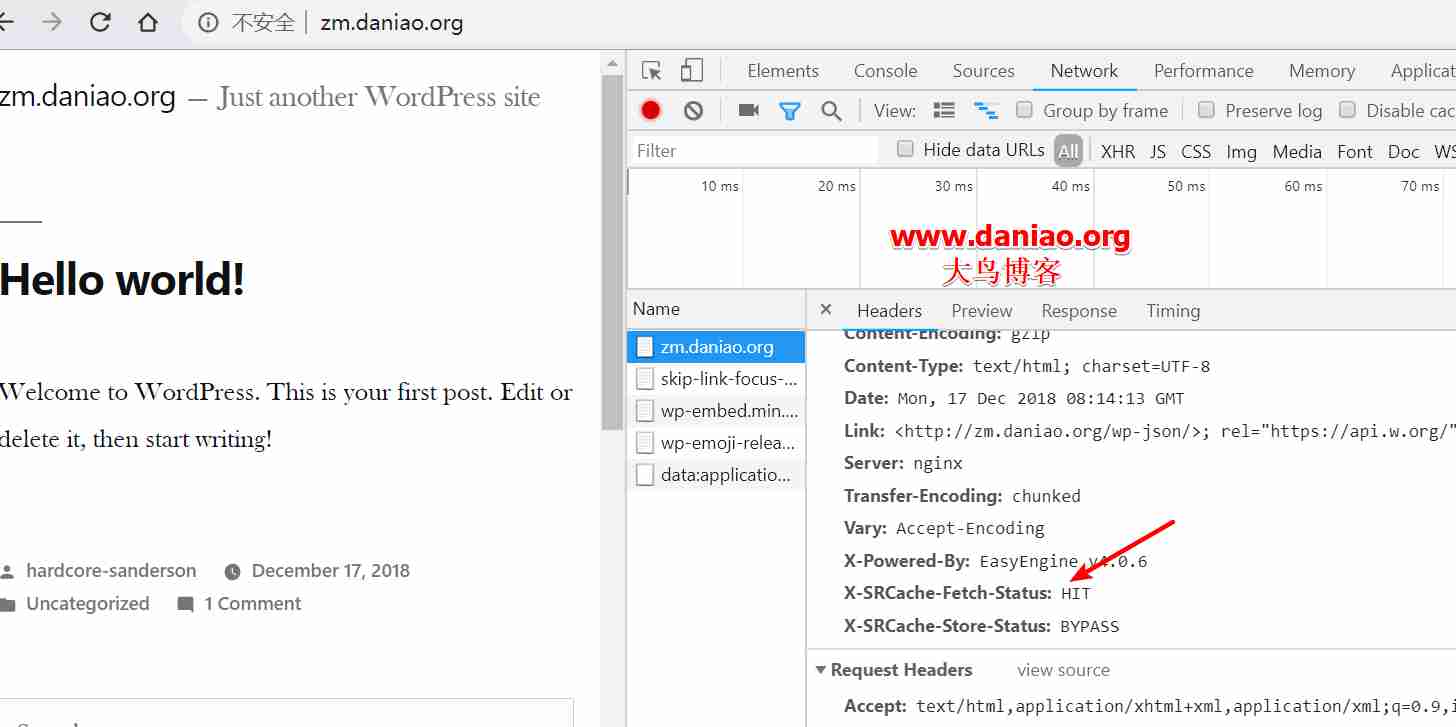 不安全 zm.daniao.org
zm.daniao.org — Just another WordPress site
Hello world!
Welcome to WordPress. This is your first post. Edit or
delete it, then start writing!
hardcore-sanderson December 17, 2018
Uncategorized 1 Comment
Elements Console Sources Network Performance Memory Applicat
View: Group by frame Preserve log Disable cac
Filter Hide data URLs All XHR JS CSS Img Media Font Doc WS
10 ms 20 ms 30 ms 40 ms 50 ms 60 ms 70 ms
www.daniao.org
大鸟博客
Name
zm.daniao.org
skip-link-focus-...
wp-embed.min....
wp-emoji-relea...
data:applicatio...
× Headers Preview Response Timing
Content-Encoding: gzip
Content-Type: text/html; charset=UTF-8
Date: Mon, 17 Dec 2018 08:14:13 GMT
Link: <http://zm.daniao.org/wp-json/>; rel="https://api.w.org/"
Server: nginx
Transfer-Encoding: chunked
Vary: Accept-Encoding
X-Powered-By: EasyEngine v4.0.6
X-SRCache-Fetch-Status: HIT
X-SRCache-Store-Status: BYPASS
Request Headers view source
Accept: text/html,application/xhtml+xml,application/xml;q=0.9,i